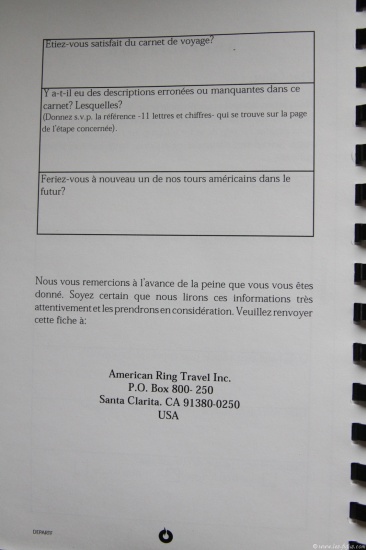 Étiez-vous satisfait du carnet de voyage?
Y a-t-il eu des descriptions erronées ou manquantes dans ce
carnet? Lesquelles?
(Donnez s.v.p. la référence -11 lettres et chiffres- qui se trouve sur la page
de l'étape concernée).
Feriez-vous à nouveau un de nos tours américains dans le
futur?
Nous vous remercions à l'avance de la peine que vous vous êtes
donné. Soyez certain que nous lirons ces informations très
attentivement et les prendrons en considération. Veuillez renvoyer
cette fiche à:
American Ring Travel Inc.
P.O. Box 800- 250
Santa Clarita. CA 91380-0250
USA